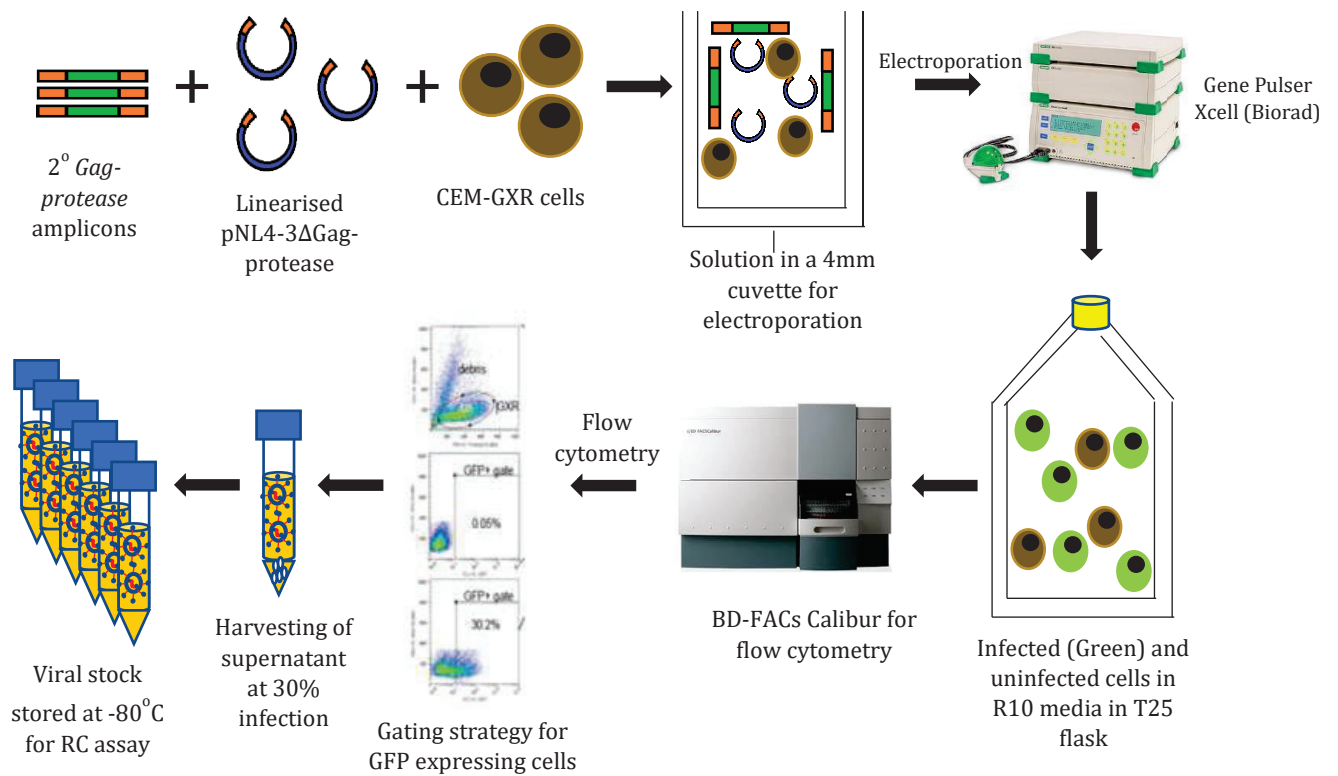 2° Gag-
protease
amplicons
Linearised
pNL4-3ΔGag-
protease
CEM-GXR cells
Solution in a 4mm
cuvette for
electroporation
Electroporation
Gene Pulser
Xcell (Biorad)
Infected (Green) and
uninfected cells in
R10 media in T25
flask
BD-FACs Calibur for
flow cytometry
Flow
cytometry
debris
GXR
GFP+ gate
0.05%
GFP+ gate
30.2%
Gating strategy for
GFP expressing cells
Harvesting of
supernatant
at 30%
infection
Viral stock
stored at -80°C
for RC assay